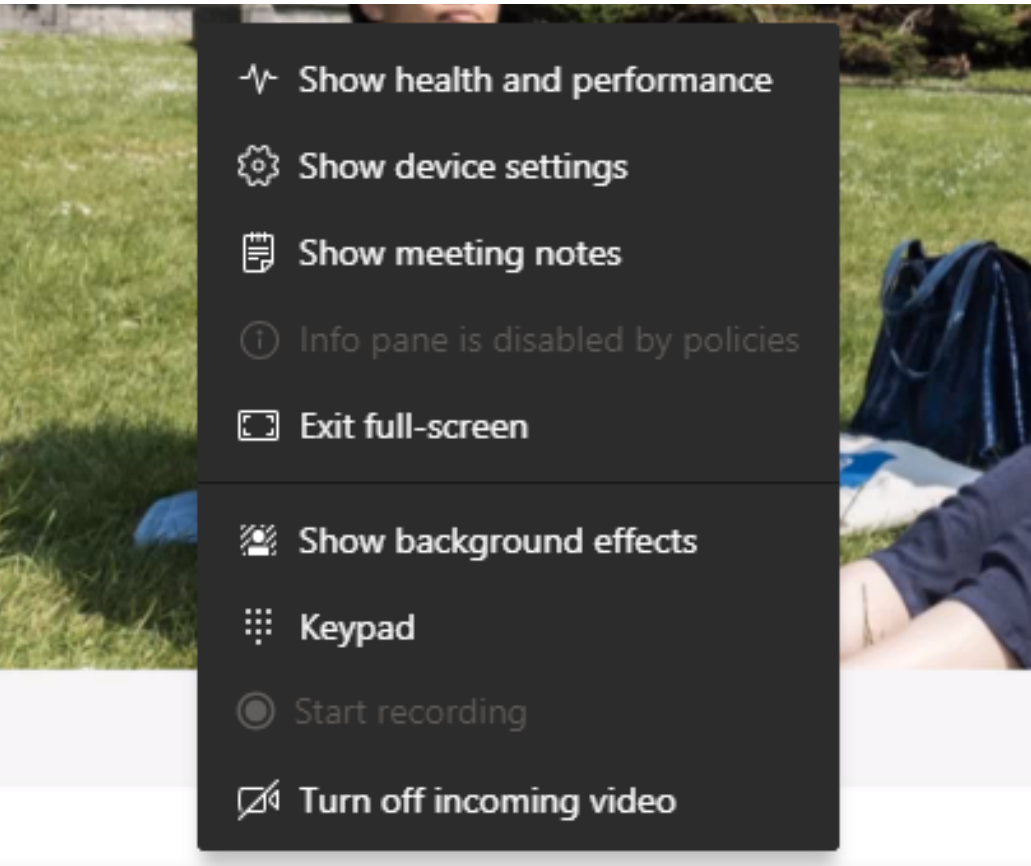 Show health and performance
Show device settings
Show meeting notes
Info pane is disabled by policies
Exit full-screen
Show background effects
Keypad
Start recording
Turn off incoming video